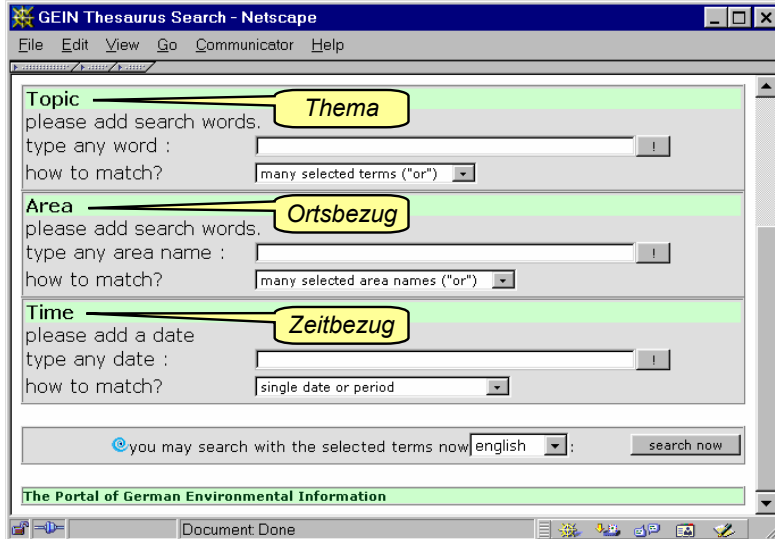 GEIN Thesaurus Search - Netscape
File Edit View Go Communicator Help
Topic
Thema
please add search words.
type any word :
!
how to match?
many selected terms ("or")
Area
Ortsbezug
please add search words.
type any area name :
!
how to match?
many selected area names ("or")
Time
Zeitbezug
please add a date
type any date :
!
how to match?
single date or period
you may search with the selected terms now english :
search now
The Portal of German Environmental Information
Document: Done